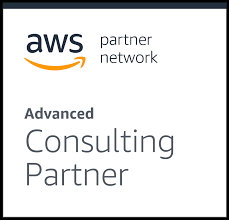 aws partner
network
Advanced
Consulting
Partner